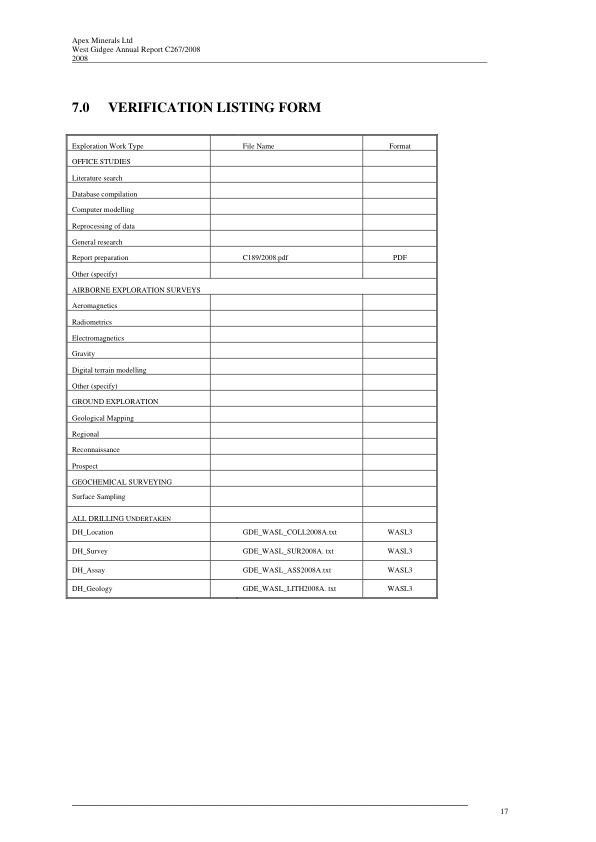 Apex Minerals Ltd
West Gidgee Annual Report C267/2008
2008
7.0 VERIFICATION LISTING FORM
Exploration Work Type File Name Format
OFFICE STUDIES
Literature search
Database compilation
Computer modelling
Reprocessing of data
General research
Report preparation C189/2008.pdf PDF
Other (specify)
AIRBORNE EXPLORATION SURVEYS
Aeromagnetics
Radiometrics
Electromagnetics
Gravity
Digital terrain modelling
Other (specify)
GROUND EXPLORATION
Geological Mapping
Regional
Reconnaissance
Prospect
GEOCHEMICAL SURVEYING
Surface Sampling
ALL DRILLING UNDERTAKEN
DH_Location GDE_WASL_COLL2008A.txt WASL3
DH_Survey GDE_WASL_SUR2008A. txt WASL3
DH_Assay GDE_WASL_ASS2008A.txt WASL3
DH_Geology GDE_WASL_LITH2008A. txt WASL3
17